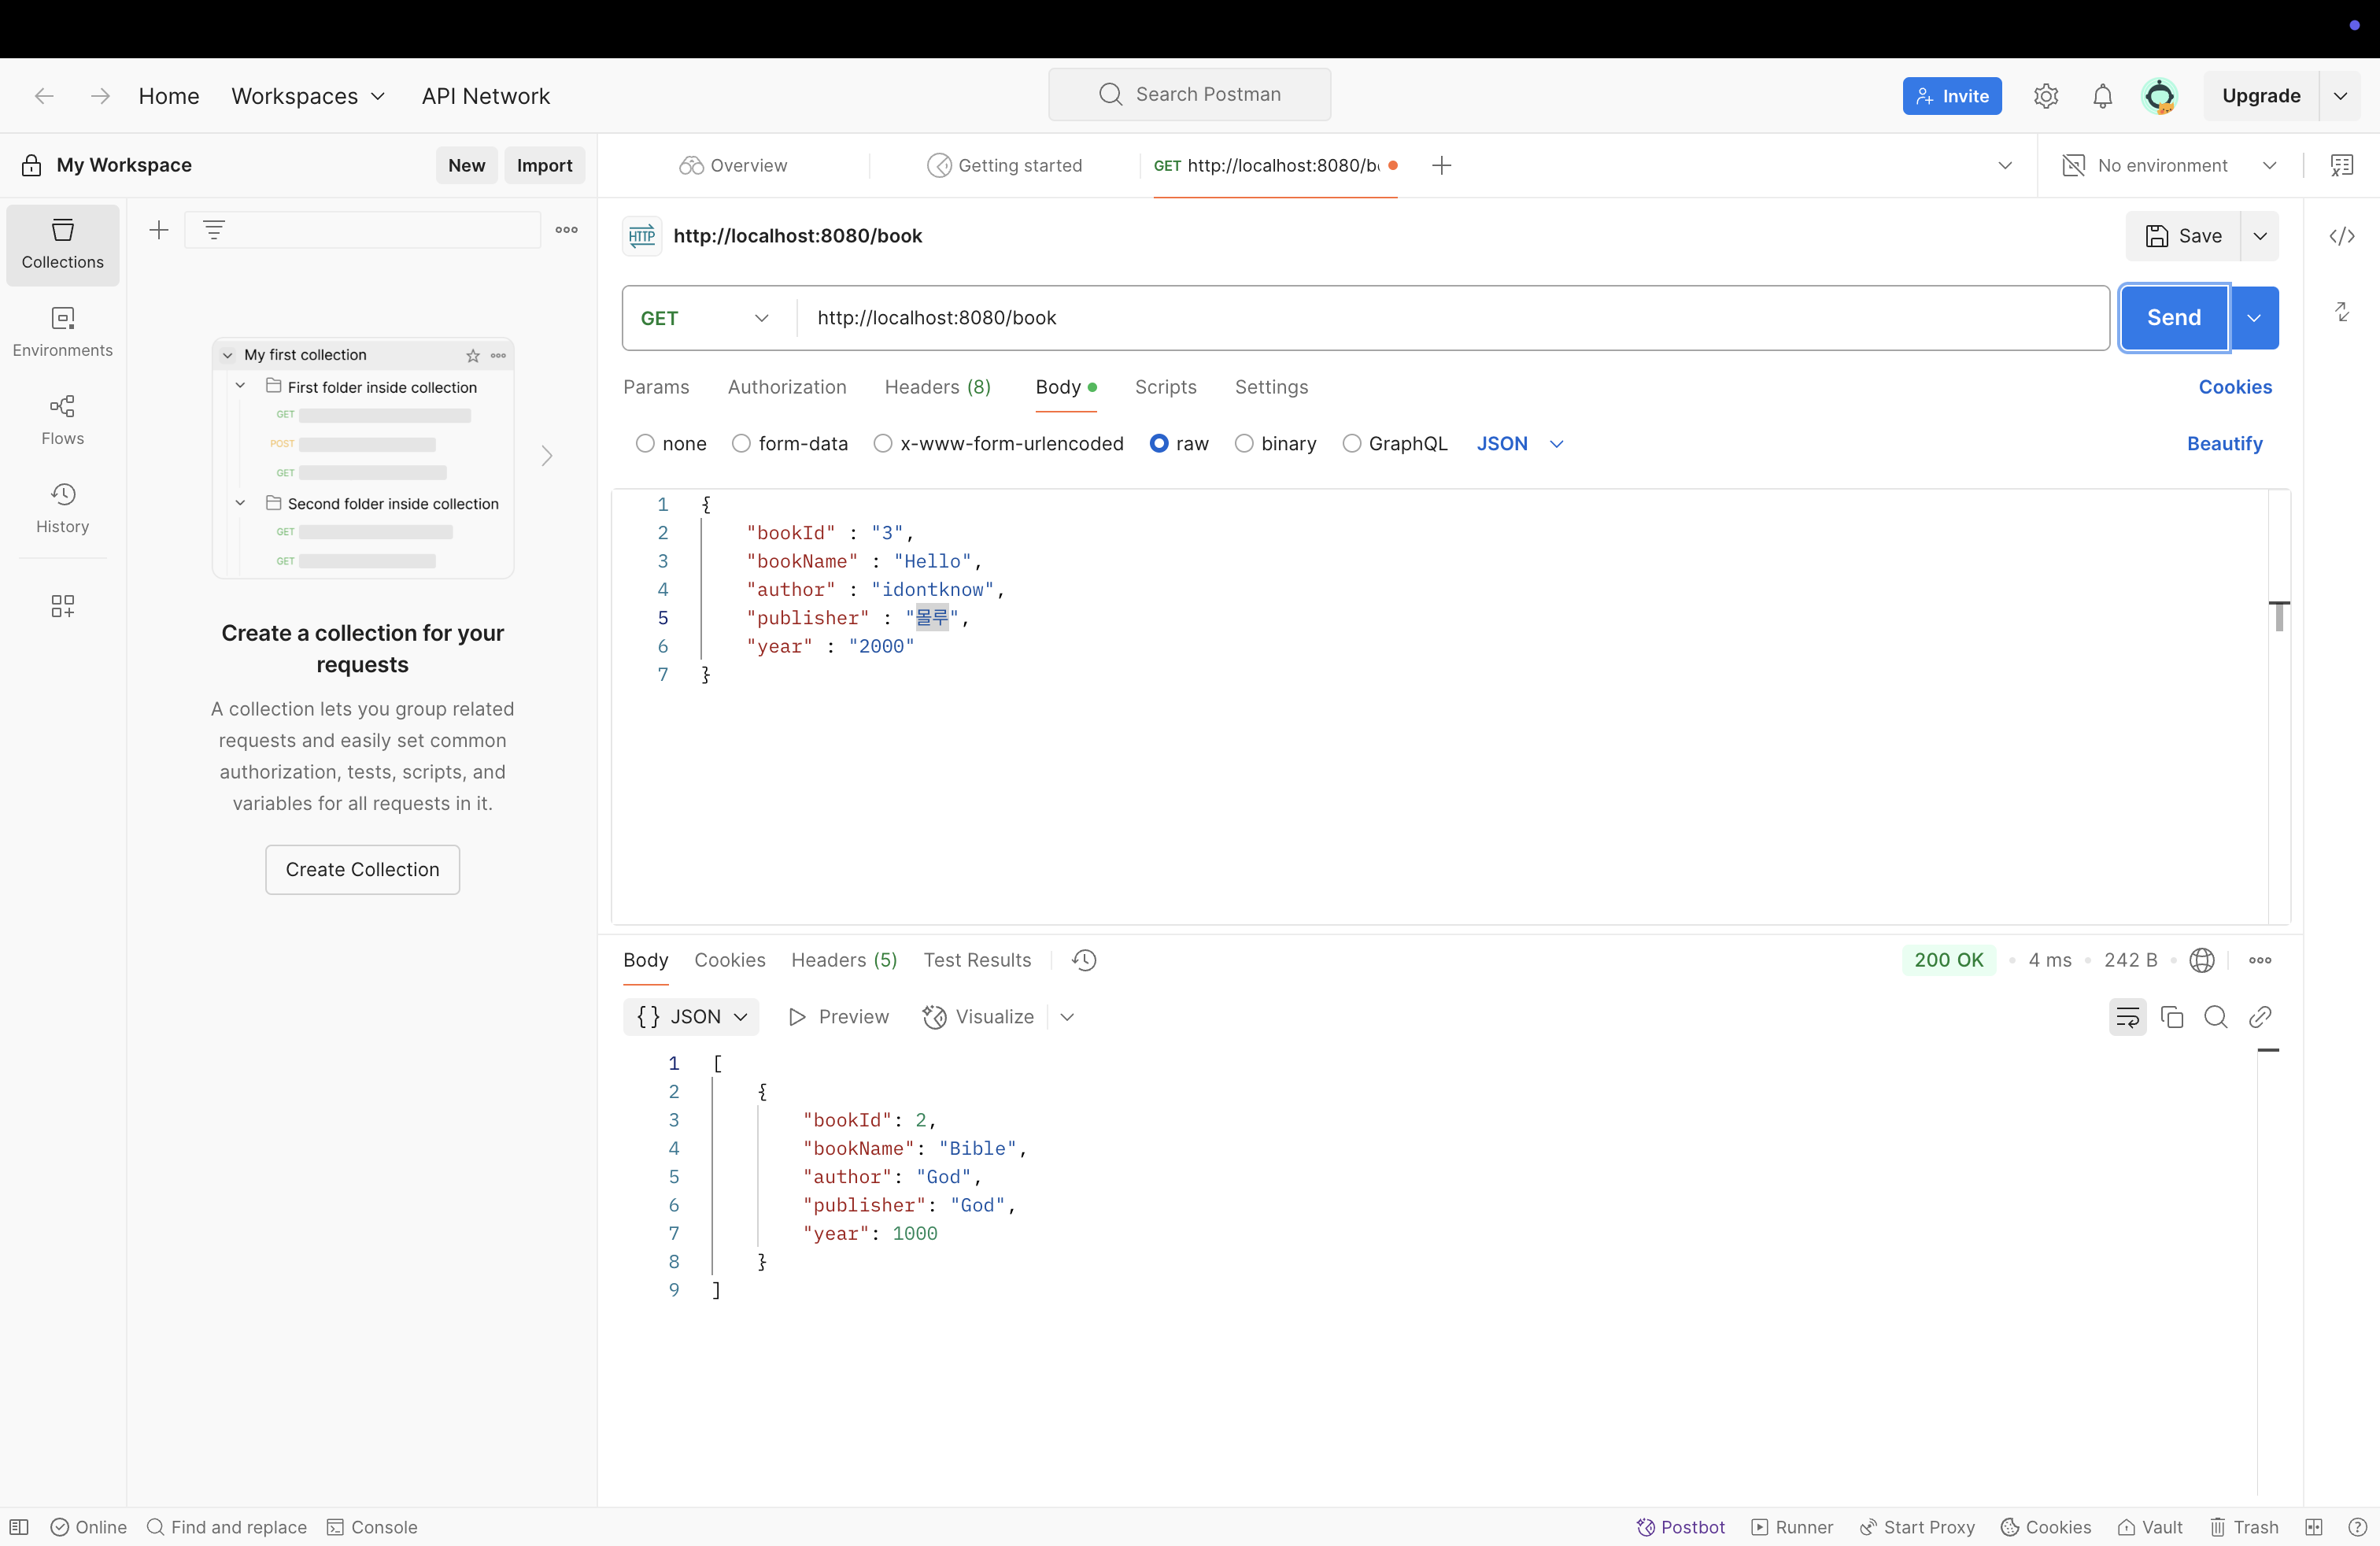 Home Workspaces API Network Search Postman Invite Upgrade
My Workspace New Import Overview Getting started GET http://localhost:8080/b No environment
Collections
Environments
Flows
History
My first collection
First folder inside collection
GET
POST
GET
Second folder inside collection
GET
GET
Create a collection for your
requests
A collection lets you group related
requests and easily set common
authorization, tests, scripts, and
variables for all requests in it.
Create Collection
HTTP http://localhost:8080/book Save
GET http://localhost:8080/book Send
Params Authorization Headers (8) Body Scripts Settings Cookies
none form-data x-www-form-urlencoded raw binary GraphQL JSON Beautify
1 {
2 "bookId" : "3",
3 "bookName" : "Hello",
4 "author" : "idontknow",
5 "publisher" : "몰루",
6 "year" : "2000"
7 }
Body Cookies Headers (5) Test Results 200 OK • 4 ms • 242 B •
{} JSON Preview Visualize
1 [
2 {
3 "bookId": 2,
4 "bookName": "Bible",
5 "author": "God",
6 "publisher": "God",
7 "year": 1000
8 }
9 ]
Online Find and replace Console Postbot Runner Start Proxy Cookies Vault Trash